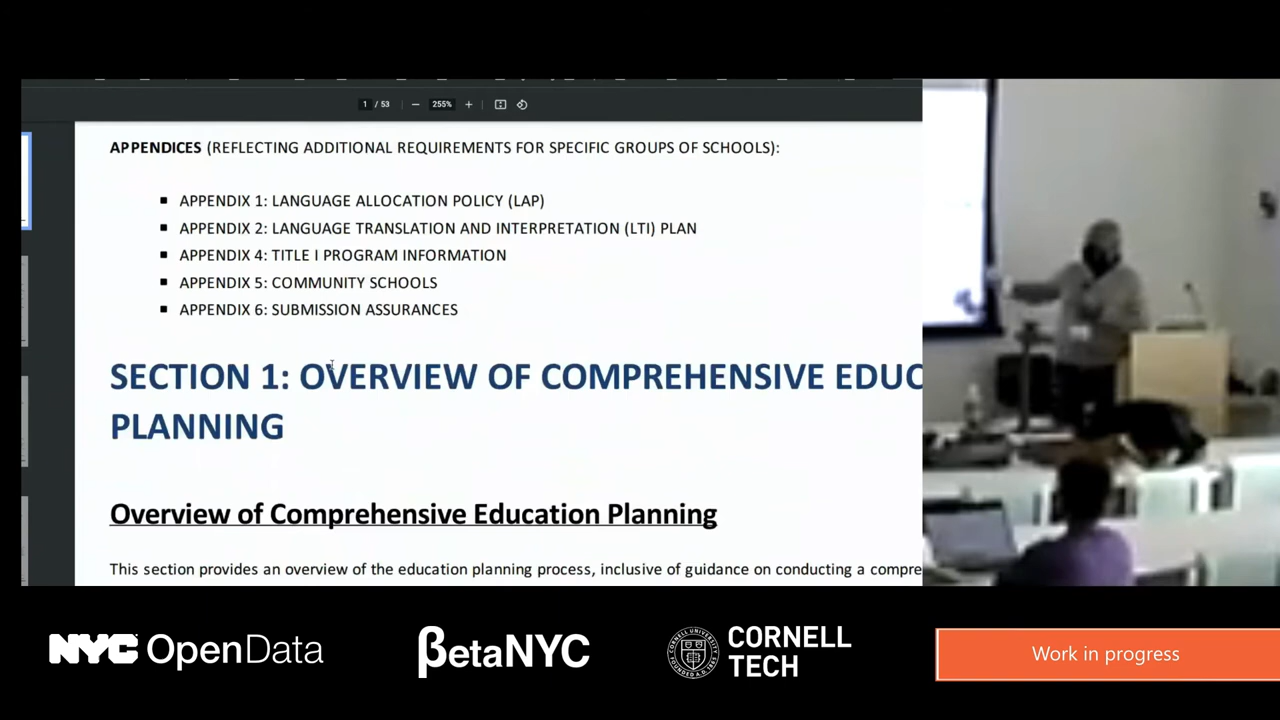 1 / 53
255%
APPENDICES (REFLECTING ADDITIONAL REQUIREMENTS FOR SPECIFIC GROUPS OF SCHOOLS):
▪ APPENDIX 1: LANGUAGE ALLOCATION POLICY (LAP)
▪ APPENDIX 2: LANGUAGE TRANSLATION AND INTERPRETATION (LTI) PLAN
▪ APPENDIX 4: TITLE I PROGRAM INFORMATION
▪ APPENDIX 5: COMMUNITY SCHOOLS
▪ APPENDIX 6: SUBMISSION ASSURANCES
SECTION 1: OVERVIEW OF COMPREHENSIVE EDUC
PLANNING
Overview of Comprehensive Education Planning
This section provides an overview of the education planning process, inclusive of guidance on conducting a compre
NYC OpenData
βetaNYC
CORNELL
TECH
Work in progress